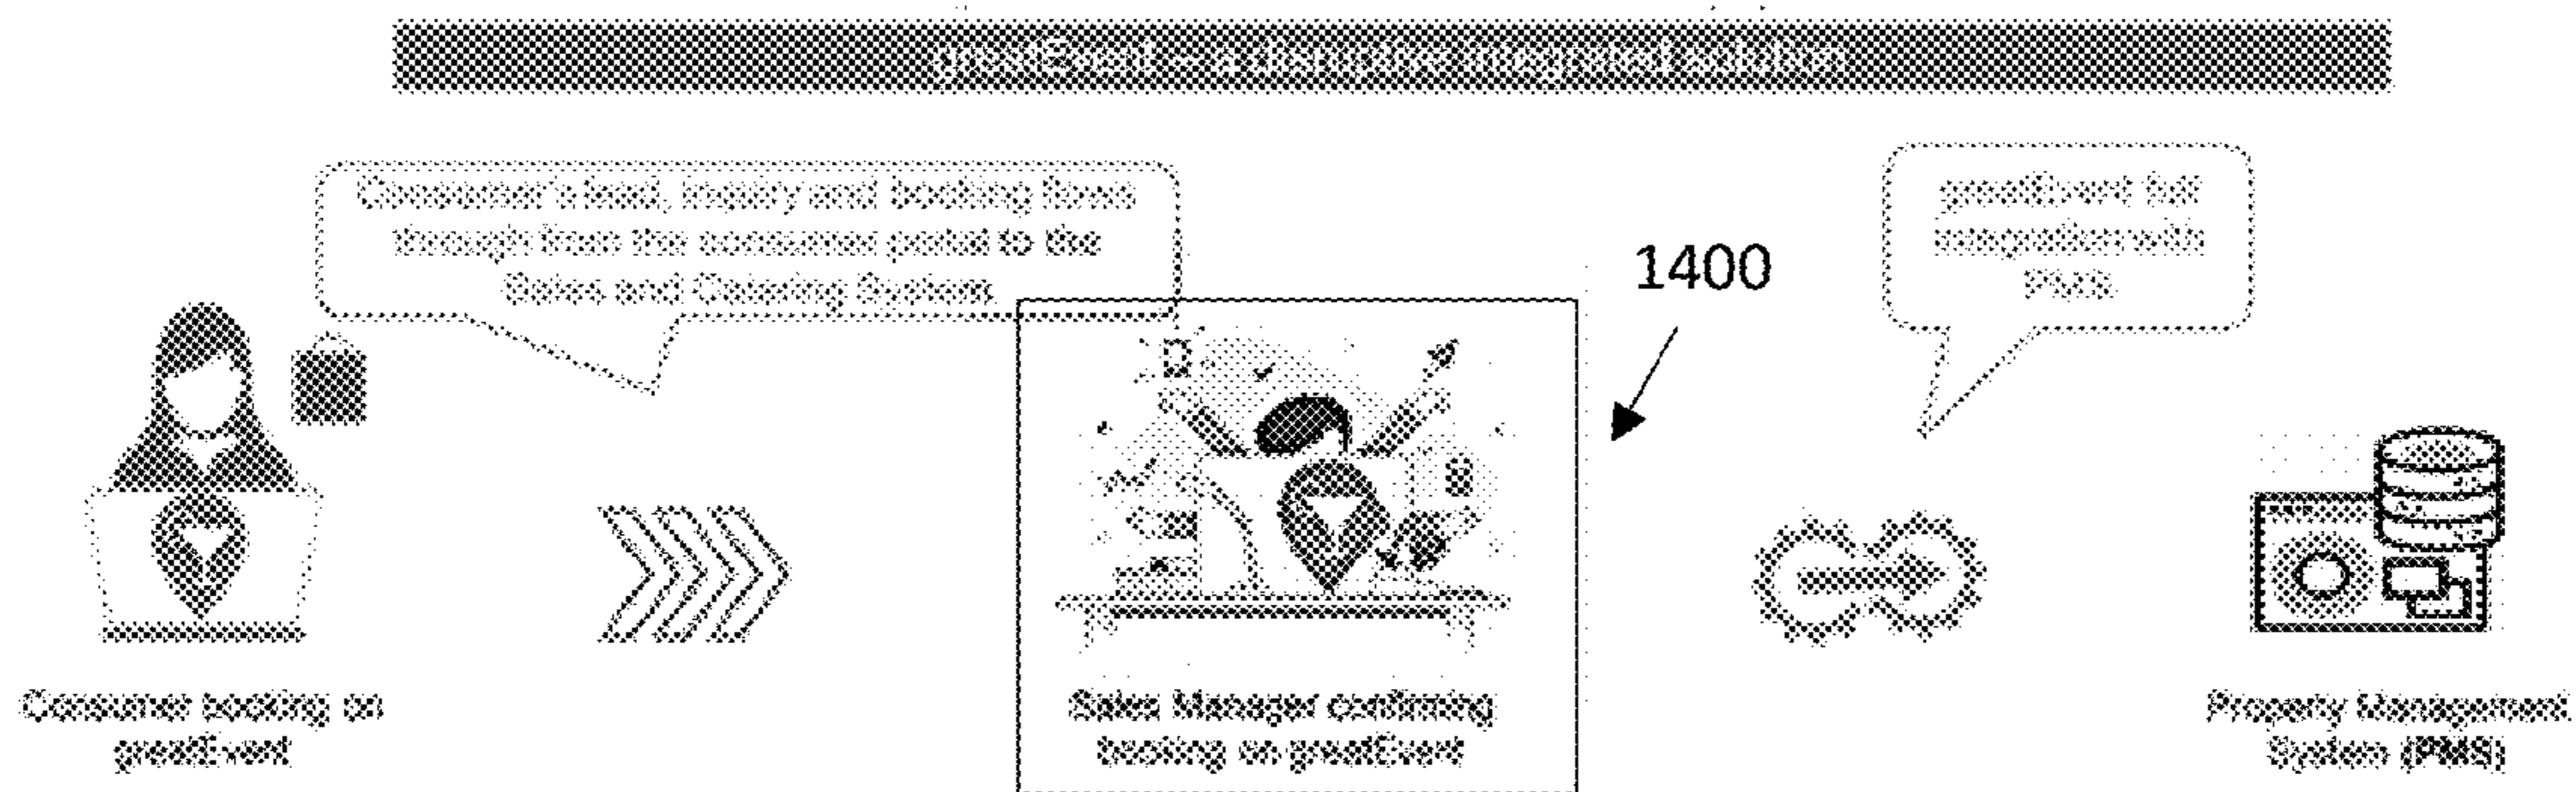 greatEvent – a disruptive integrated solution
Consumer's lead, inquiry and booking flows
through from the consumer portal to the
Sales and Catering System
greatEvent full
integration with
PMS
1400
Consumer booking on
greatEvent
Sales Manager confirming
booking on greatEvent
Property Management
System (PMS)